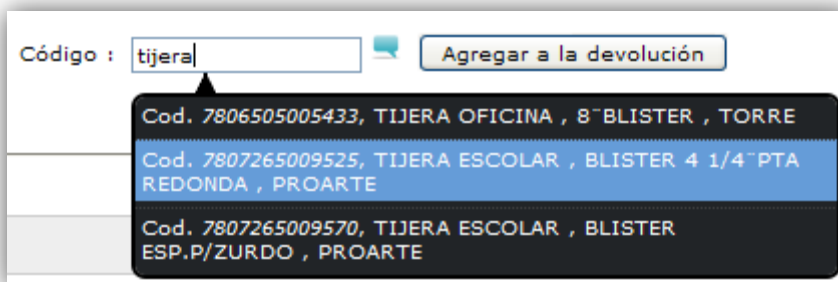 Código : tijera Agregar a la devolución
Cod. 7806505005433, TIJERA OFICINA , 8¨BLISTER , TORRE
Cod. 7807265009525, TIJERA ESCOLAR , BLISTER 4 1/4¨PTA
REDONDA , PROARTE
Cod. 7807265009570, TIJERA ESCOLAR , BLISTER
ESP.P/ZURDO , PROARTE